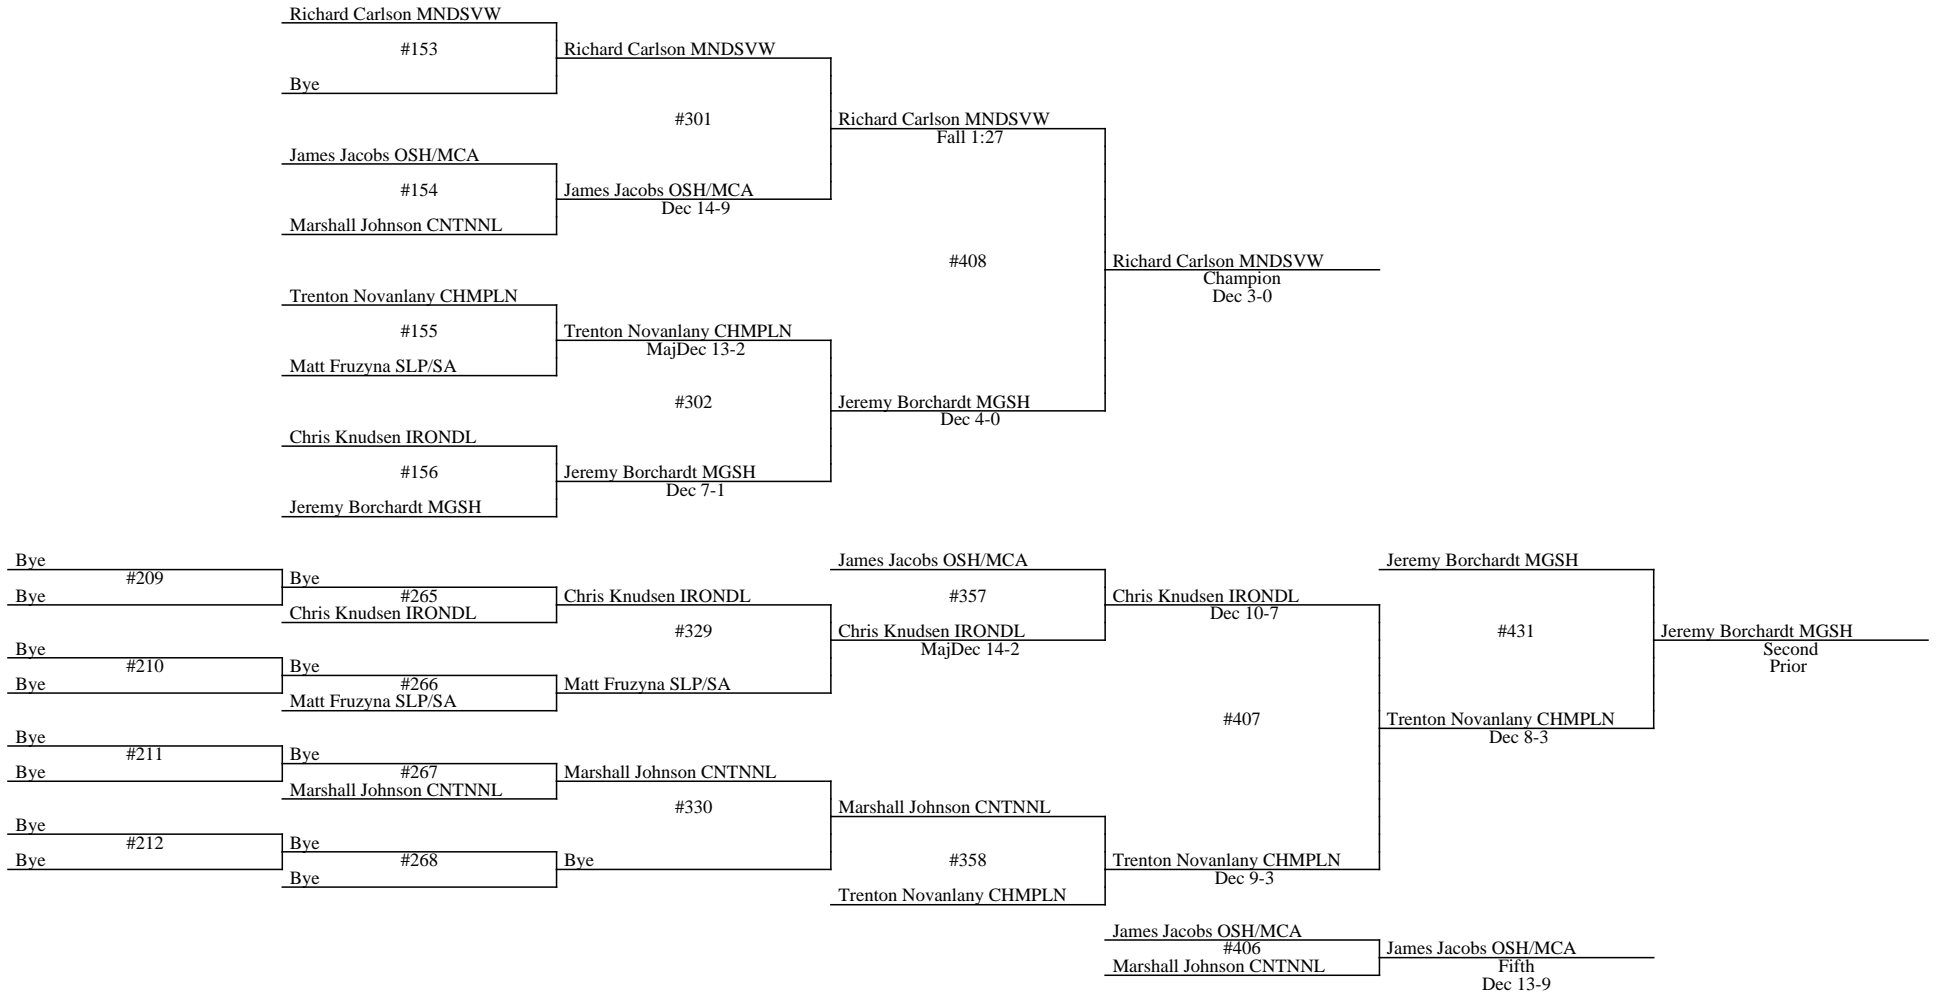 Richard Carlson MNDSVW
#153
Richard Carlson MNDSVW
Bye
#301
Richard Carlson MNDSVW
Fall 1:27
James Jacobs OSH/MCA
#154
James Jacobs OSH/MCA
Dec 14-9
Marshall Johnson CNTNNL
#408
Richard Carlson MNDSVW
Champion
Dec 3-0
Trenton Novanlany CHMPLN
#155
Trenton Novanlany CHMPLN
MajDec 13-2
Matt Fruzyna SLP/SA
#302
Jeremy Borchardt MGSH
Dec 4-0
Chris Knudsen IRONDL
#156
Jeremy Borchardt MGSH
Dec 7-1
Jeremy Borchardt MGSH
Bye
#209
Bye
Bye
#265
Chris Knudsen IRONDL
Chris Knudsen IRONDL
#329
Bye
#210
Bye
Bye
#266
Matt Fruzyna SLP/SA
Matt Fruzyna SLP/SA
James Jacobs OSH/MCA
#357
Chris Knudsen IRONDL
MajDec 14-2
Chris Knudsen IRONDL
Dec 10-7
Jeremy Borchardt MGSH
#431
Jeremy Borchardt MGSH
Second
Prior
#407
Trenton Novanlany CHMPLN
Dec 8-3
Bye
#211
Bye
Bye
#267
Marshall Johnson CNTNNL
Marshall Johnson CNTNNL
#330
Marshall Johnson CNTNNL
Bye
#212
Bye
Bye
#268
Bye
Bye
#358
Trenton Novanlany CHMPLN
Dec 9-3
Trenton Novanlany CHMPLN
James Jacobs OSH/MCA
#406
Marshall Johnson CNTNNL
James Jacobs OSH/MCA
Fifth
Dec 13-9